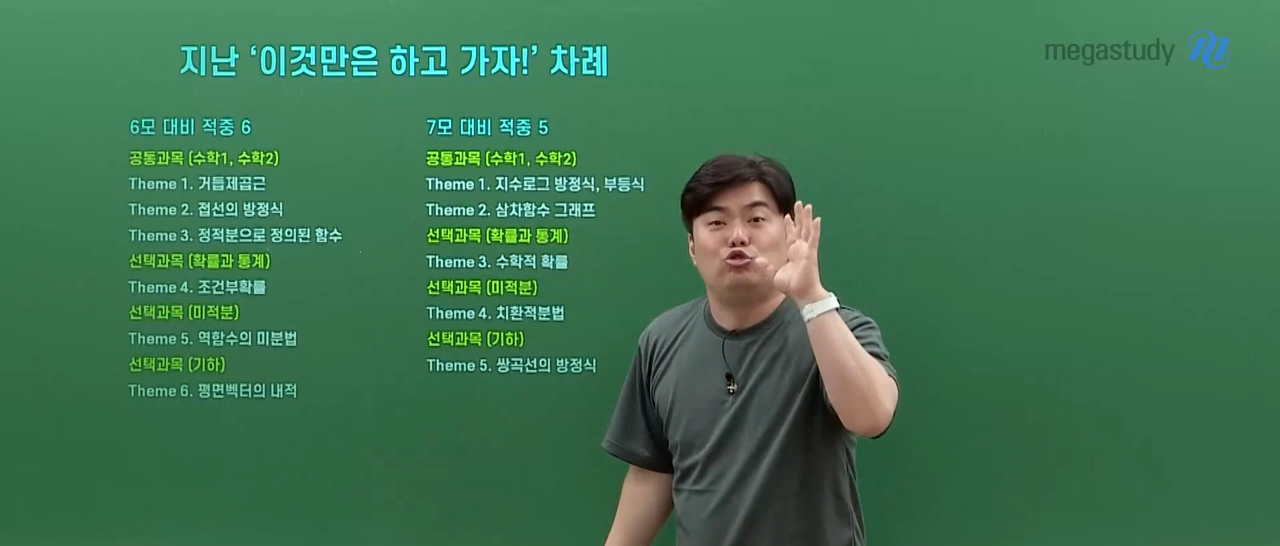 지난 ‘이것만은 하고 가자!’ 차례
megastudy
6모 대비 적중 6
공통과목 (수학1, 수학2)
Theme 1. 거듭제곱근
Theme 2. 접선의 방정식
Theme 3. 정적분으로 정의된 함수
선택과목 (확률과 통계)
Theme 4. 조건부확률
선택과목 (미적분)
Theme 5. 역함수의 미분법
선택과목 (기하)
Theme 6. 평면벡터의 내적
7모 대비 적중 5
공통과목 (수학1, 수학2)
Theme 1. 지수로그 방정식, 부등식
Theme 2. 삼차함수 그래프
선택과목 (확률과 통계)
Theme 3. 수학적 확률
선택과목 (미적분)
Theme 4. 치환적분법
선택과목 (기하)
Theme 5. 쌍곡선의 방정식